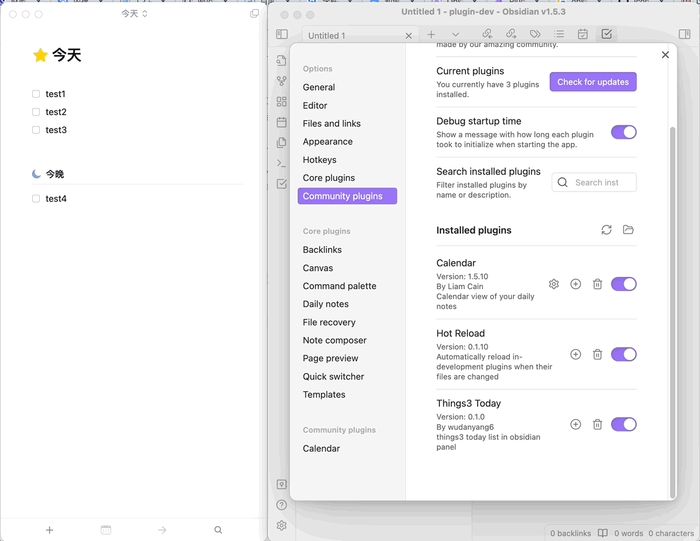 今天
今天
test1
test2
test3
今晚
test4
Untitled 1 - plugin-dev - Obsidian v1.5.3
Untitled 1
made by our amazing community.
Options
General
Editor
Files and links
Appearance
Hotkeys
Core plugins
Community plugins
Core plugins
Backlinks
Canvas
Command palette
Daily notes
File recovery
Note composer
Page preview
Quick switcher
Templates
Community plugins
Calendar
Current plugins
You currently have 3 plugins
installed.
Check for updates
Debug startup time
Show a message with how long each plugin
took to initialize when starting the app.
Search installed plugins
Filter installed plugins by
name or description.
Search inst
Installed plugins
Calendar
Version: 1.5.10
By Liam Cain
Calendar view of your daily
notes
Hot Reload
Version: 0.1.10
Automatically reload in-
development plugins when their
files are changed
Things3 Today
Version: 0.1.0
By wudanyang6
things3 today list in obsidian
panel
0 backlinks
0 words
0 characters